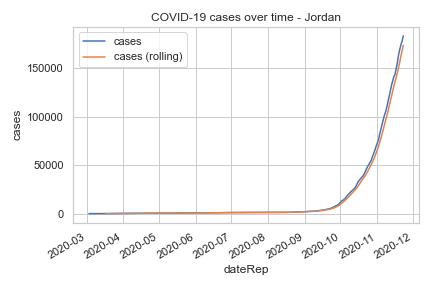 COVID-19 cases over time - Jordan
cases
cases (rolling)
150000
100000
50000
0
cases
2020-03
2020-04
2020-05
2020-06
2020-07
2020-08
2020-09
2020-10
2020-11
2020-12
dateRep